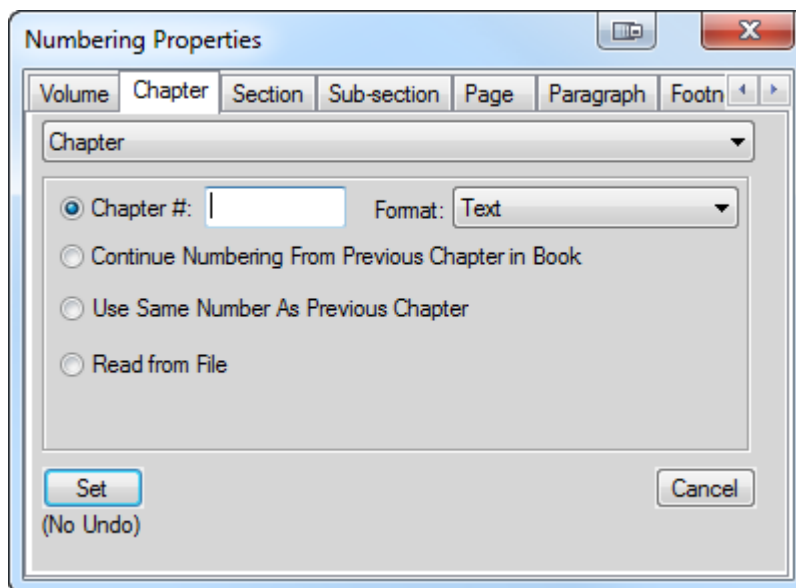 Numbering Properties
Volume Chapter Section Sub-section Page Paragraph Footn
Chapter
Chapter #: Format: Text
Continue Numbering From Previous Chapter in Book
Use Same Number As Previous Chapter
Read from File
Set Cancel
(No Undo)